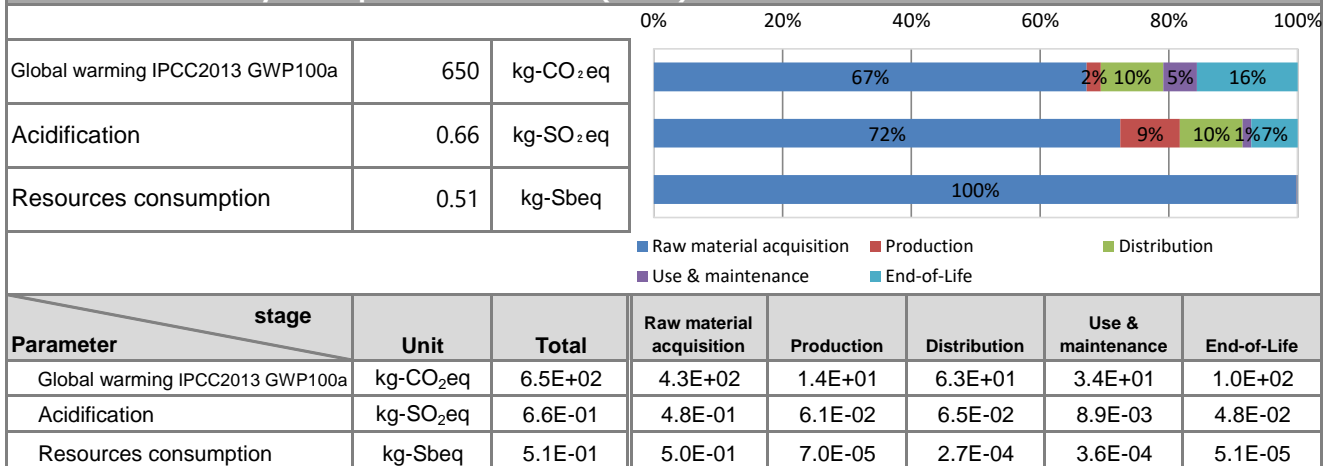 0% 20% 40% 60% 80% 100%
Global warming IPCC2013 GWP100a 650 kg-CO₂eq
67% 2% 10% 5% 16%
Acidification 0.66 kg-SO₂eq
72% 9% 10% 1% 7%
Resources consumption 0.51 kg-Sbeq
100%
Raw material acquisition Production Distribution
Use & maintenance End-of-Life
stage
Parameter Unit Total Raw material acquisition Production Distribution Use & maintenance End-of-Life
Global warming IPCC2013 GWP100a kg-CO₂eq 6.5E+02 4.3E+02 1.4E+01 6.3E+01 3.4E+01 1.0E+02
Acidification kg-SO₂eq 6.6E-01 4.8E-01 6.1E-02 6.5E-02 8.9E-03 4.8E-02
Resources consumption kg-Sbeq 5.1E-01 5.0E-01 7.0E-05 2.7E-04 3.6E-04 5.1E-05